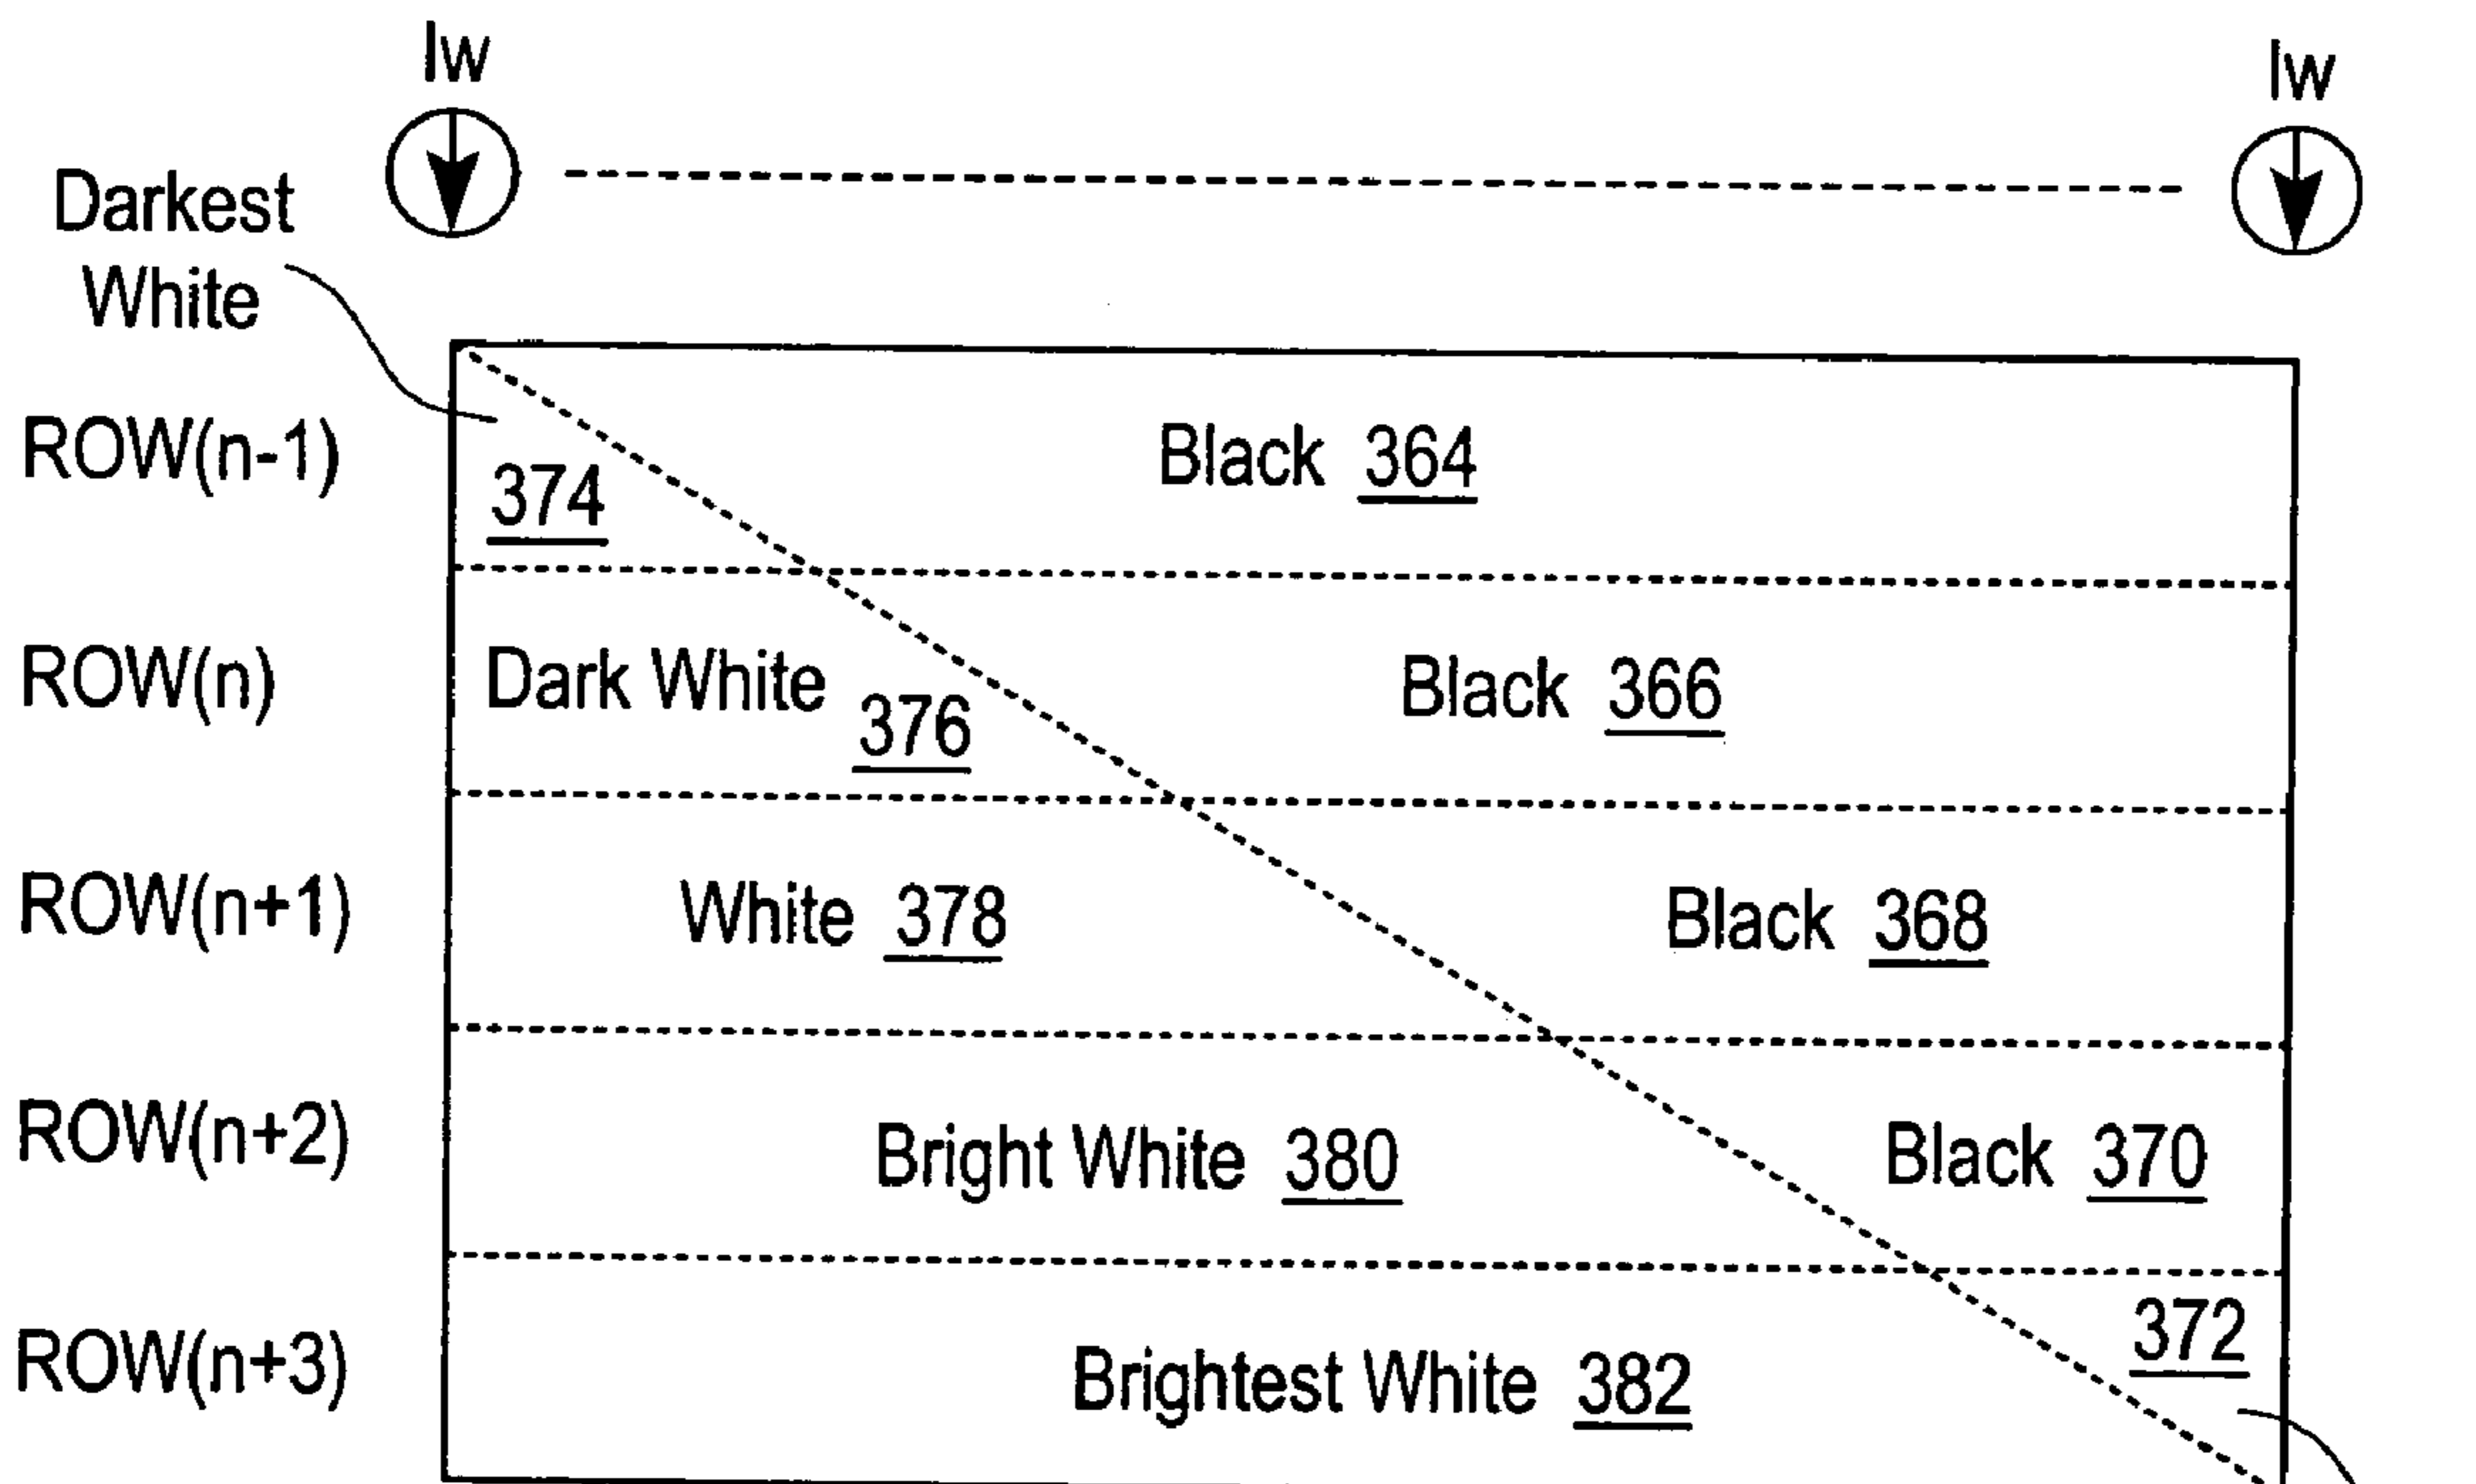 Iw
Iw
Darkest
White
ROW(n-1)
Black 364
374
ROW(n)
Dark White
376
Black 366
ROW(n+1)
White 378
Black 368
ROW(n+2)
Bright White 380
Black 370
ROW(n+3)
Brightest White 382
372